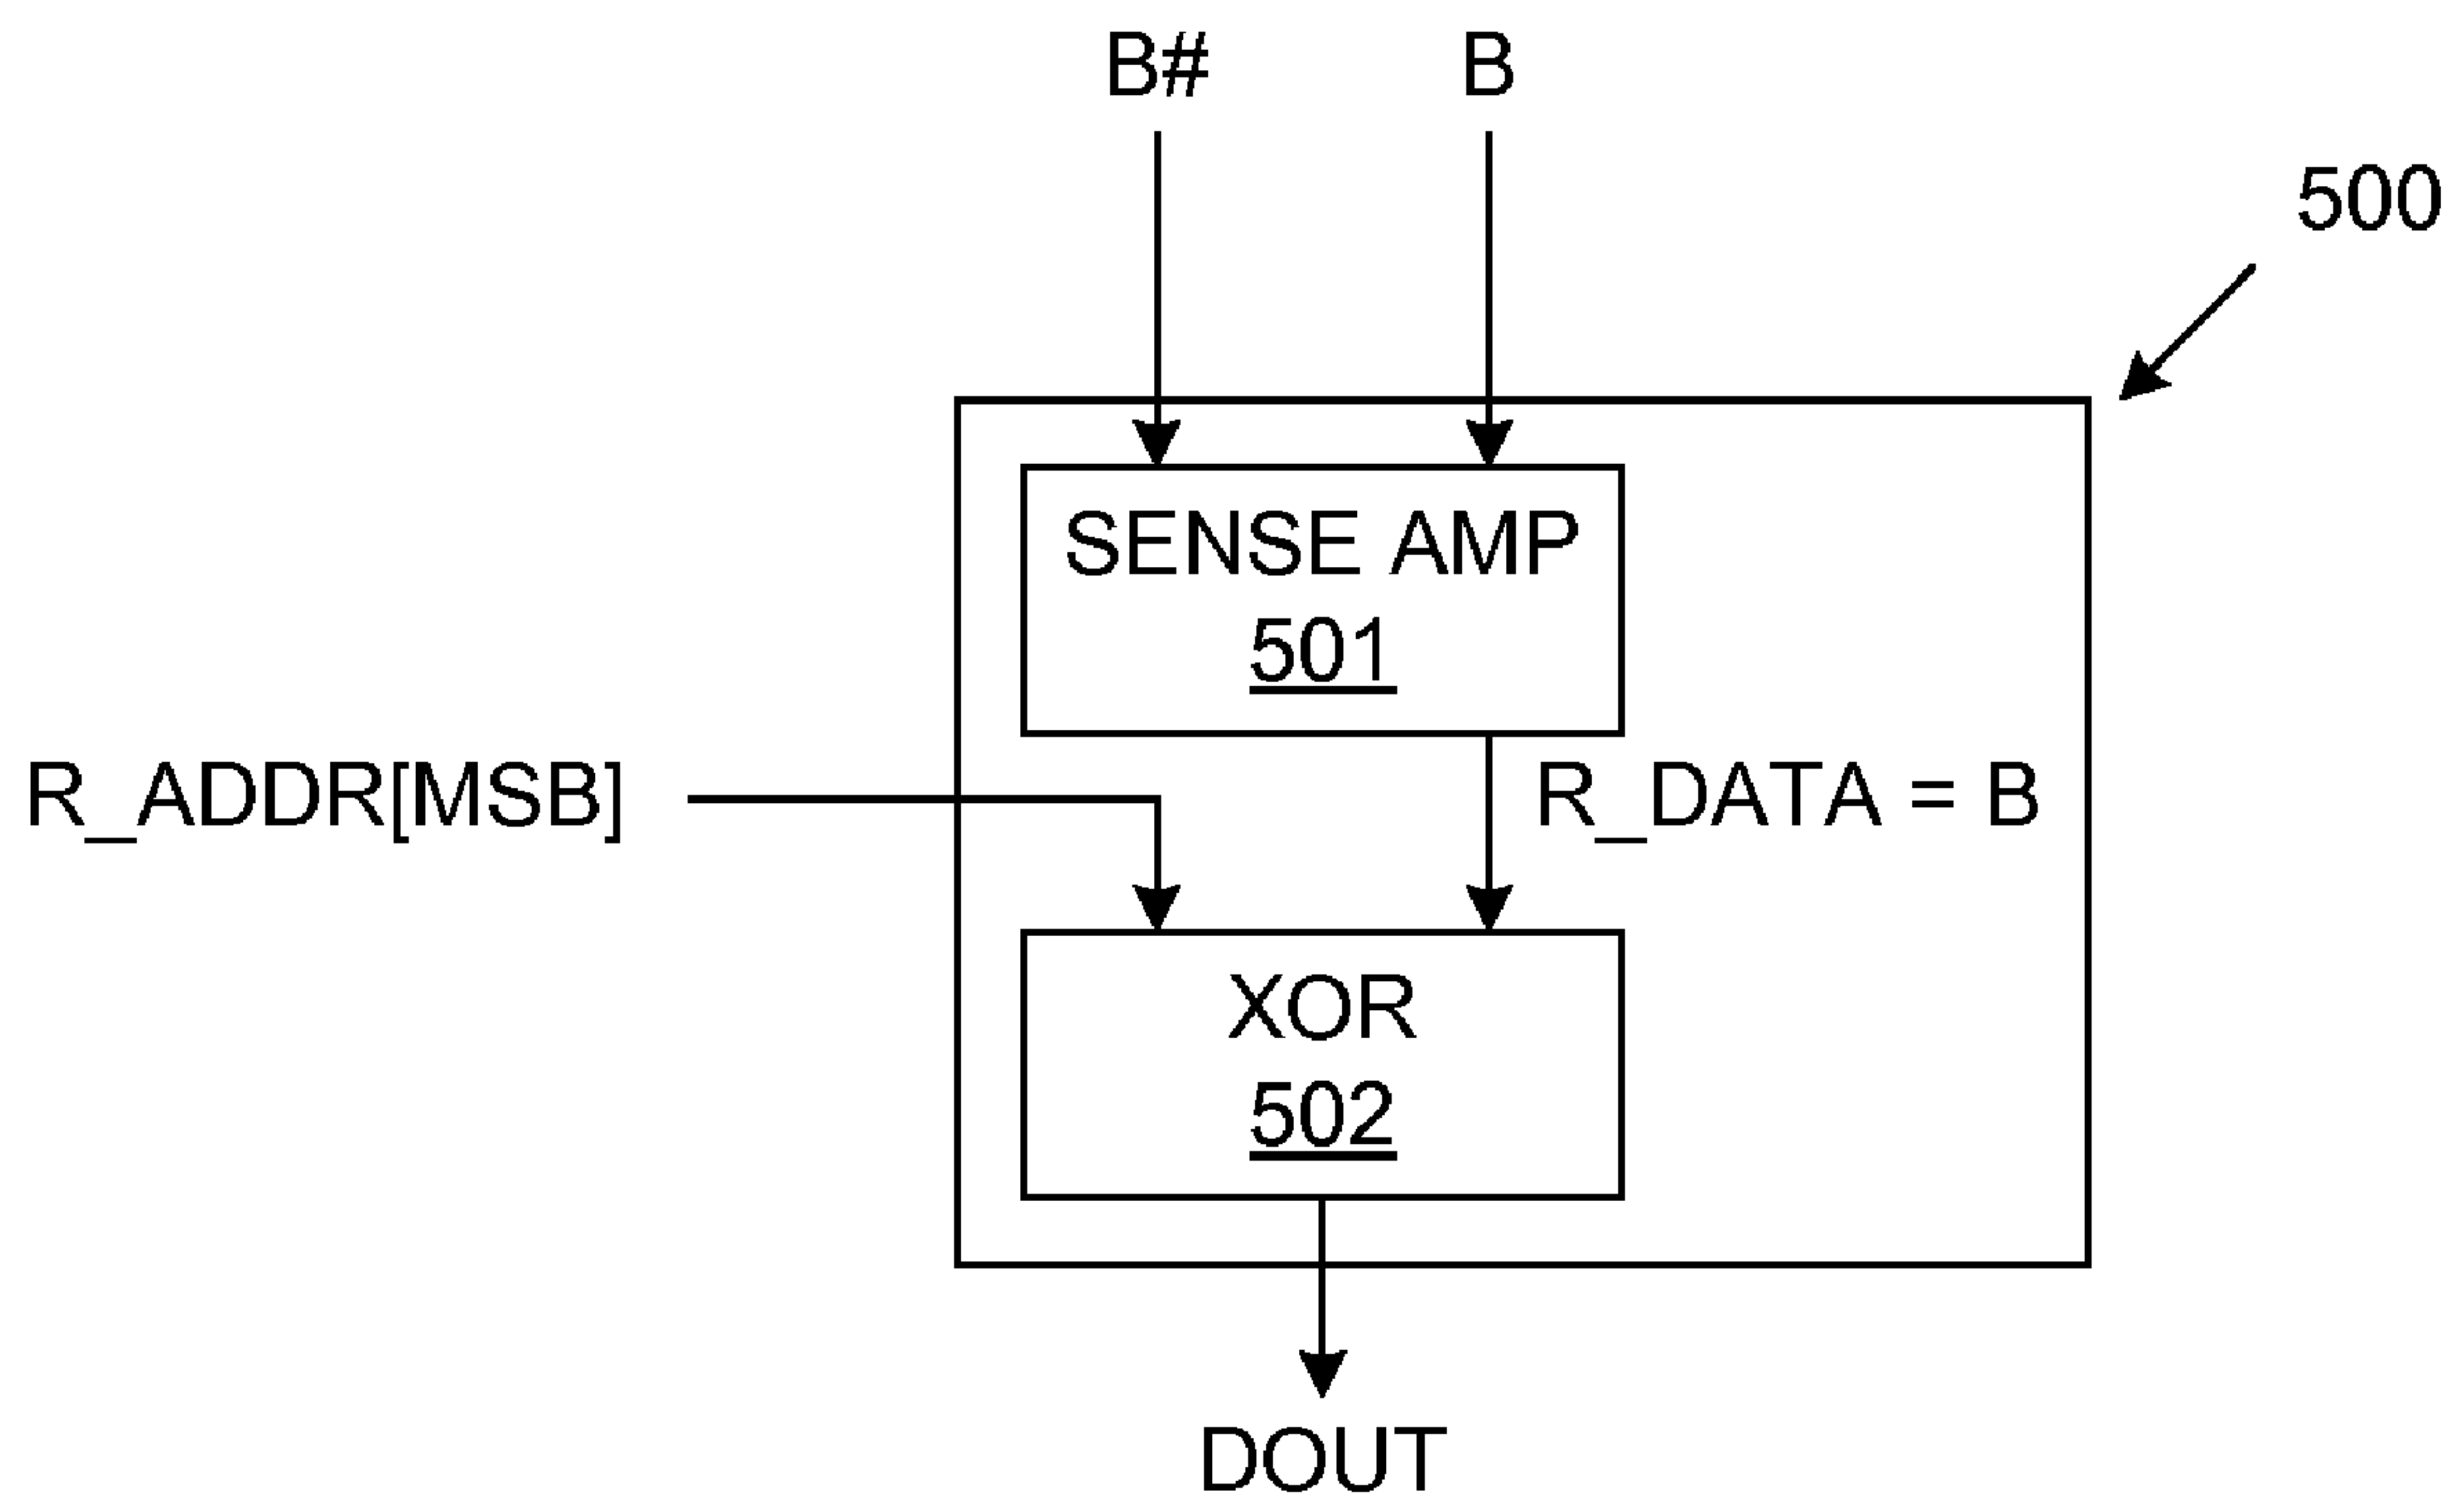 B# B
500
SENSE AMP
501
R_ADDR[MSB] R_DATA = B
XOR
502
DOUT